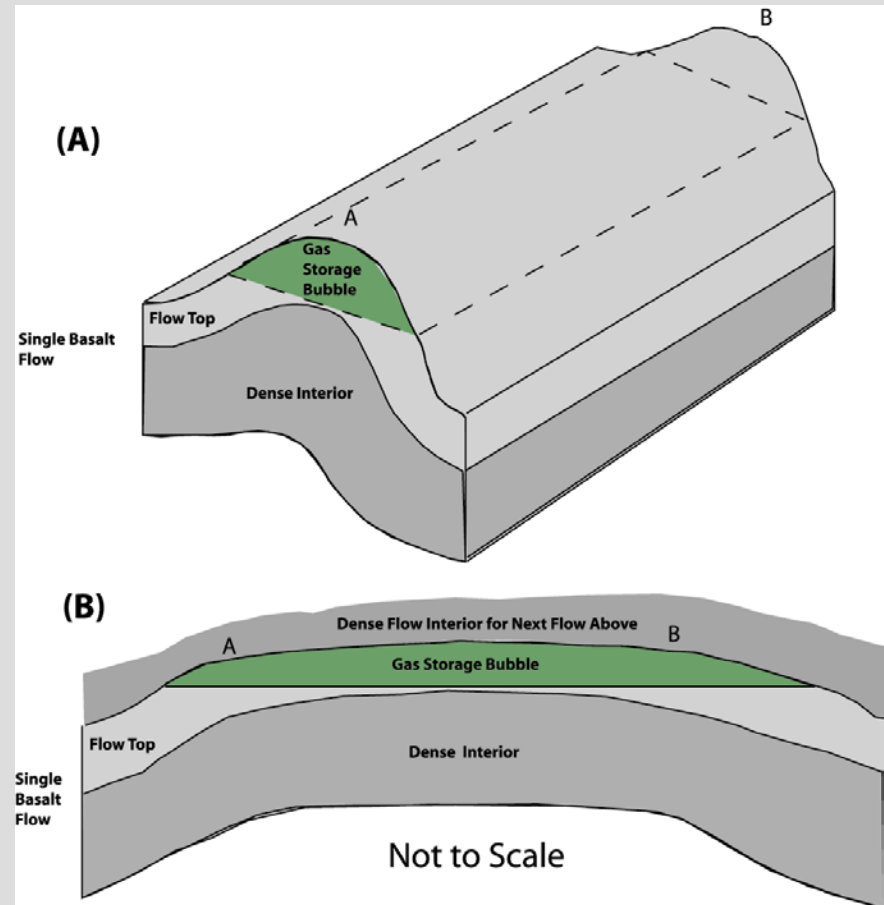 B
(A)
A
Gas
Storage
Bubble
Flow Top
Single Basalt
Flow
Dense Interior
(B)
Dense Flow Interior for Next Flow Above
A
B
Gas Storage Bubble
Flow Top
Dense Interior
Single
Basalt
Flow
Not to Scale